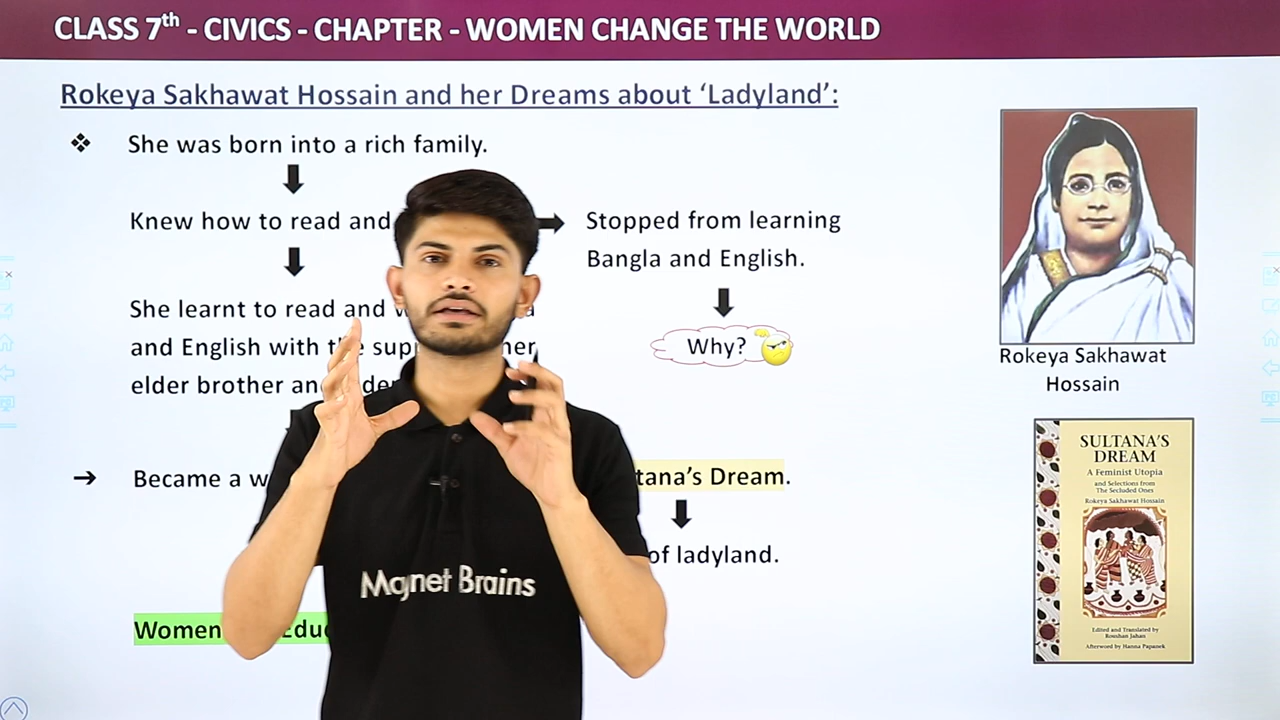 CLASS 7th - CIVICS - CHAPTER - WOMEN CHANGE THE WORLD
Rokeya Sakhawat Hossain and her Dreams about ‘Ladyland’:
❖ She was born into a rich family.
Knew how to read and
Stopped from learning
Bangla and English.
Why?
She learnt to read and
and English with
elder brother
➔ Became a
Dream.
of ladyland.
Women
Rokeya Sakhawat
Hossain
SULTANA'S
DREAM
A Feminist Utopia
and Selections from
The Secluded Ones
Rokeya Sakhawat Hossain
Edited and Translated by
Roushan Jahan
Afterword by Hanna Papanek
Magnet Brains